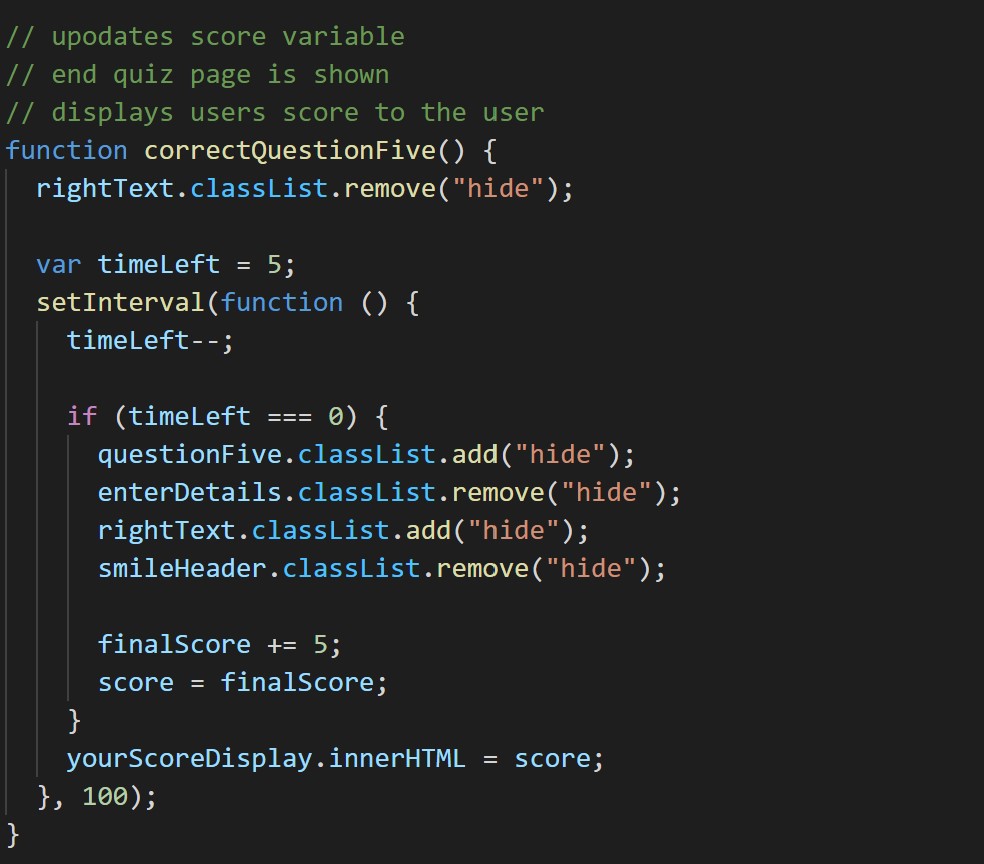 // upodates score variable
// end quiz page is shown
// displays users score to the user
function correctQuestionFive() {
  rightText.classList.remove("hide");
  var timeLeft = 5;
  setInterval(function () {
    timeLeft--;
    if (timeLeft === 0) {
      questionFive.classList.add("hide");
      enterDetails.classList.remove("hide");
      rightText.classList.add("hide");
      smileHeader.classList.remove("hide");
      finalScore += 5;
      score = finalScore;
    }
    yourScoreDisplay.innerHTML = score;
  }, 100);
}